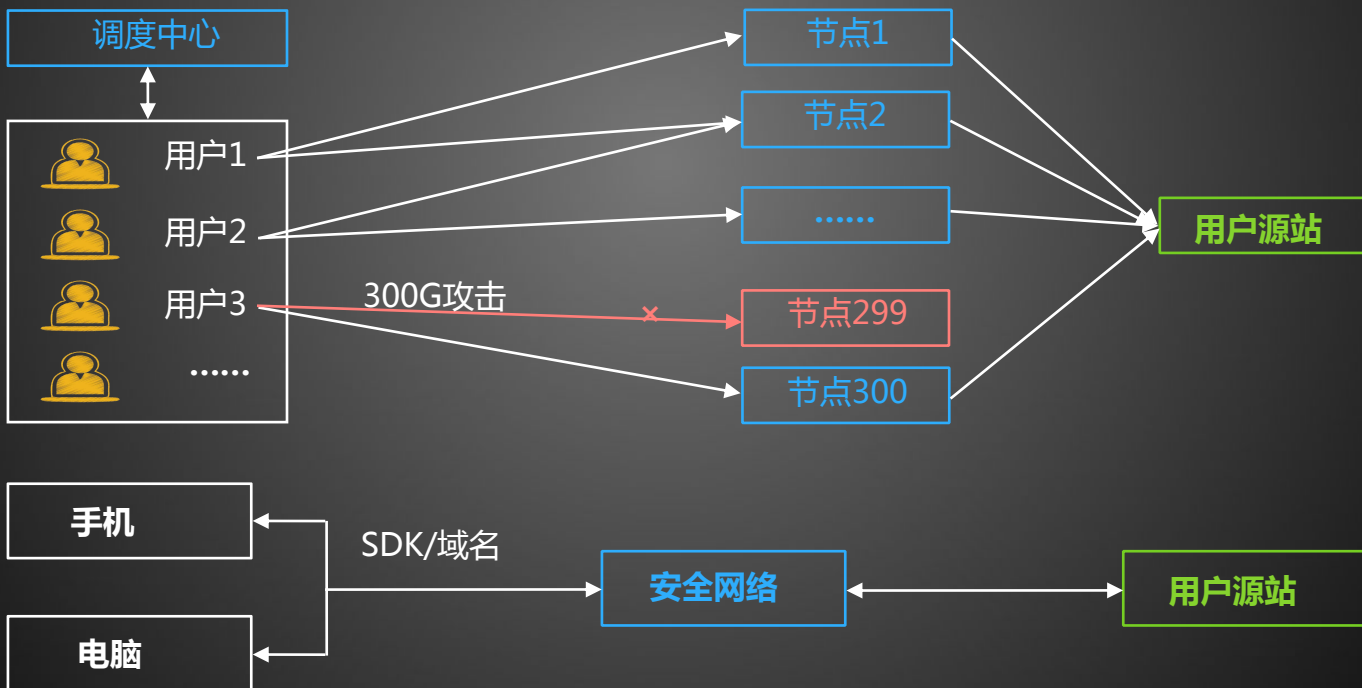 调度中心
节点1
用户1
节点2
用户2
……
用户源站
用户3
300G攻击
×
节点299
……
节点300
手机
SDK/域名
安全网络
用户源站
电脑